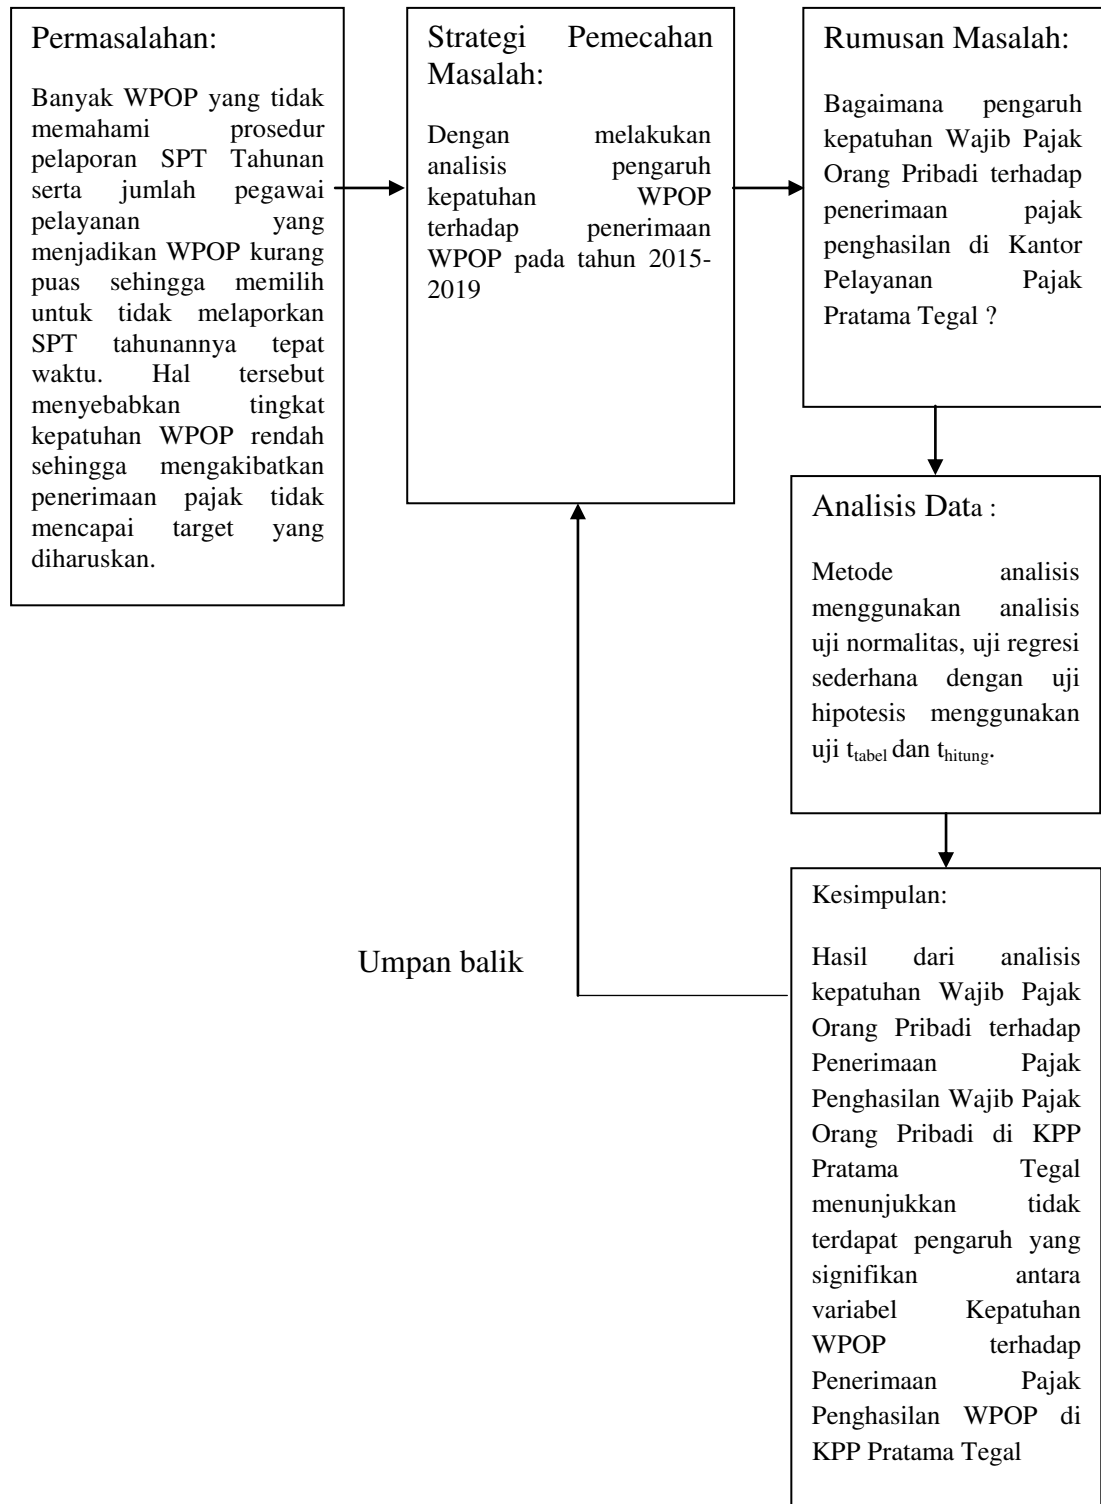 Permasalahan:
Banyak WPOP yang tidak
memahami prosedur
pelaporan SPT Tahunan
serta jumlah pegawai
pelayanan yang
menjadikan WPOP kurang
puas sehingga memilih
untuk tidak melaporkan
SPT tahunannya tepat
waktu. Hal tersebut
menyebabkan tingkat
kepatuhan WPOP rendah
sehingga mengakibatkan
penerimaan pajak tidak
mencapai target yang
diharuskan.
Strategi Pemecahan
Masalah:
Dengan melakukan
analisis pengaruh
kepatuhan WPOP
terhadap penerimaan
WPOP pada tahun 2015-
2019
Rumusan Masalah:
Bagaimana pengaruh
kepatuhan Wajib Pajak
Orang Pribadi terhadap
penerimaan pajak
penghasilan di Kantor
Pelayanan Pajak
Pratama Tegal ?
Analisis Data :
Metode analisis
menggunakan analisis
uji normalitas, uji regresi
sederhana dengan uji
hipotesis menggunakan
uji t_tabel dan t_hitung.
Kesimpulan:
Hasil dari analisis
kepatuhan Wajib Pajak
Orang Pribadi terhadap
Penerimaan Pajak
Penghasilan Wajib Pajak
Orang Pribadi di KPP
Pratama Tegal
menunjukkan tidak
terdapat pengaruh yang
signifikan antara
variabel Kepatuhan
WPOP terhadap
Penerimaan Pajak
Penghasilan WPOP di
KPP Pratama Tegal
Umpan balik